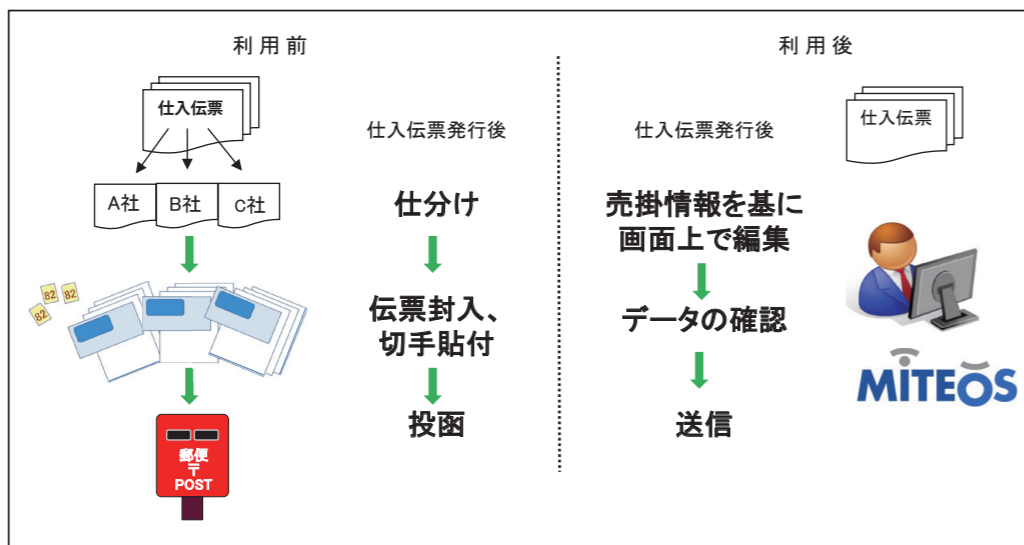 利用前
仕入伝票
A社 B社 C社
82 82 82
郵便
〒
POST
仕入伝票発行後
仕分け
伝票封入、
切手貼付
投函
利用後
仕入伝票発行後
仕入伝票
売掛情報を基に
画面上で編集
データの確認
送信
MITEOS